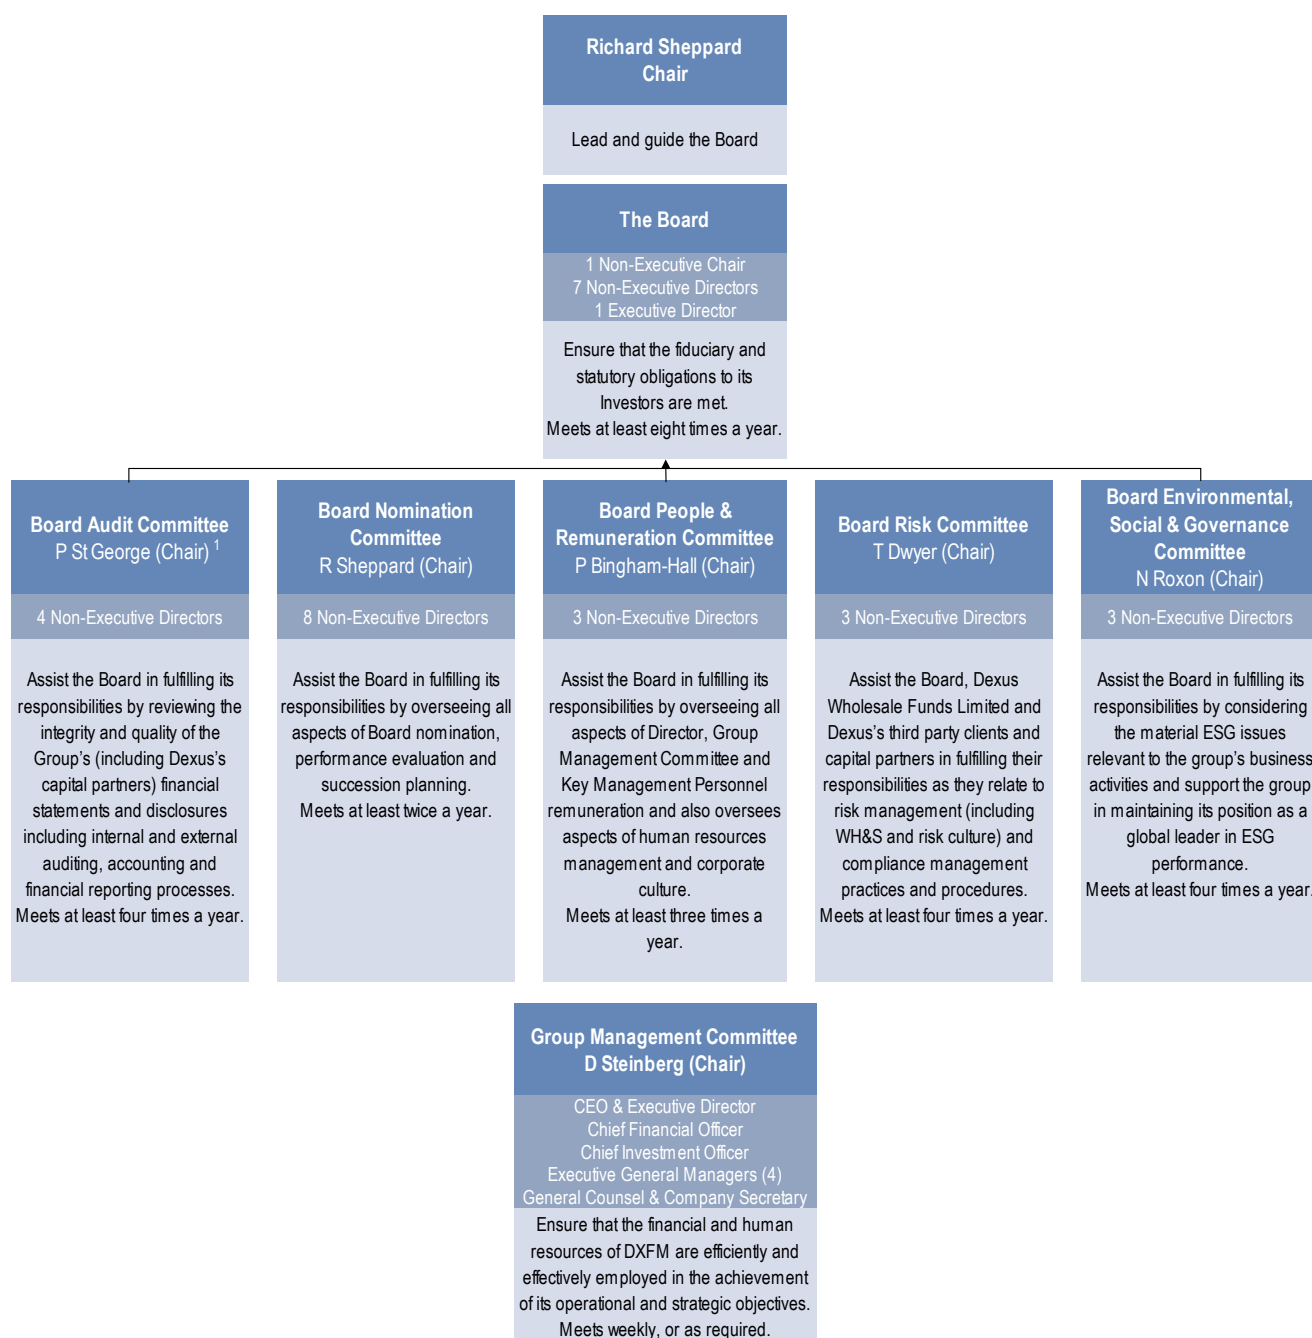 Richard Sheppard
Chair
Lead and guide the Board
The Board
1 Non-Executive Chair
7 Non-Executive Directors
1 Executive Director
Ensure that the fiduciary and
statutory obligations to its
Investors are met.
Meets at least eight times a year.
Board Audit Committee
P St George (Chair) 1
4 Non-Executive Directors
Assist the Board in fulfilling its
responsibilities by reviewing the
integrity and quality of the
Group's (including Dexus's
capital partners) financial
statements and disclosures
including internal and external
auditing, accounting and
financial reporting processes.
Meets at least four times a year.
Board Nomination
Committee
R Sheppard (Chair)
8 Non-Executive Directors
Assist the Board in fulfilling its
responsibilities by overseeing all
aspects of Board nomination,
performance evaluation and
succession planning.
Meets at least twice a year.
Board People &
Remuneration Committee
P Bingham-Hall (Chair)
3 Non-Executive Directors
Assist the Board in fulfilling its
responsibilities by overseeing all
aspects of Director, Group
Management Committee and
Key Management Personnel
remuneration and also oversees
aspects of human resources
management and corporate
culture.
Meets at least three times a
year.
Board Risk Committee
T Dwyer (Chair)
3 Non-Executive Directors
Assist the Board, Dexus
Wholesale Funds Limited and
Dexus's third party clients and
capital partners in fulfilling their
responsibilities as they relate to
risk management (including
WH&S and risk culture) and
compliance management
practices and procedures.
Meets at least four times a year.
Board Environmental,
Social & Governance
Committee
N Roxon (Chair)
3 Non-Executive Directors
Assist the Board in fulfilling its
responsibilities by considering
the material ESG issues
relevant to the group's business
activities and support the group
in maintaining its position as a
global leader in ESG
performance.
Meets at least four times a year.
Group Management Committee
D Steinberg (Chair)
CEO & Executive Director
Chief Financial Officer
Chief Investment Officer
Executive General Managers (4)
General Counsel & Company Secretary
Ensure that the financial and human
resources of DXFM are efficiently and
effectively employed in the achievement
of its operational and strategic objectives.
Meets weekly, or as required.